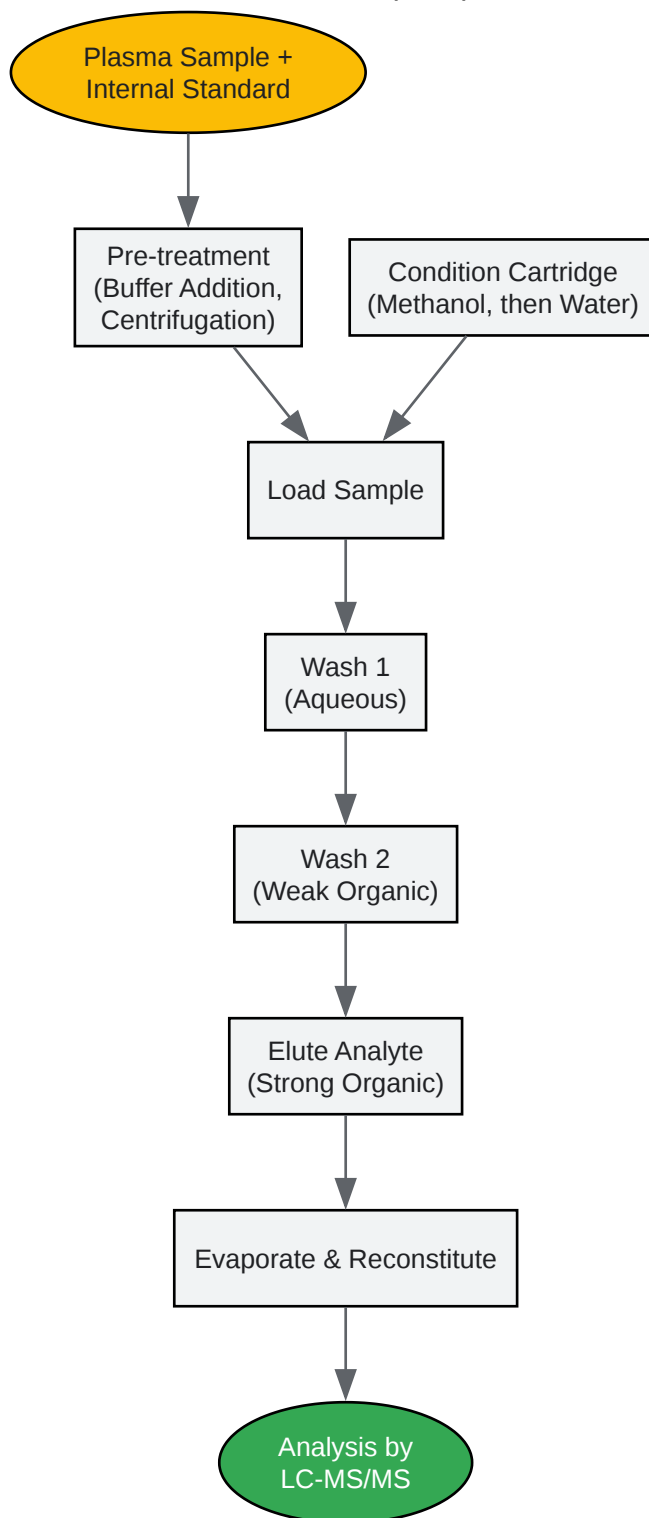 Plasma Sample +
Internal Standard
Pre-treatment
(Buffer Addition,
Centrifugation)
Condition Cartridge
(Methanol, then Water)
Load Sample
Wash 1
(Aqueous)
Wash 2
(Weak Organic)
Elute Analyte
(Strong Organic)
Evaporate & Reconstitute
Analysis by
LC-MS/MS